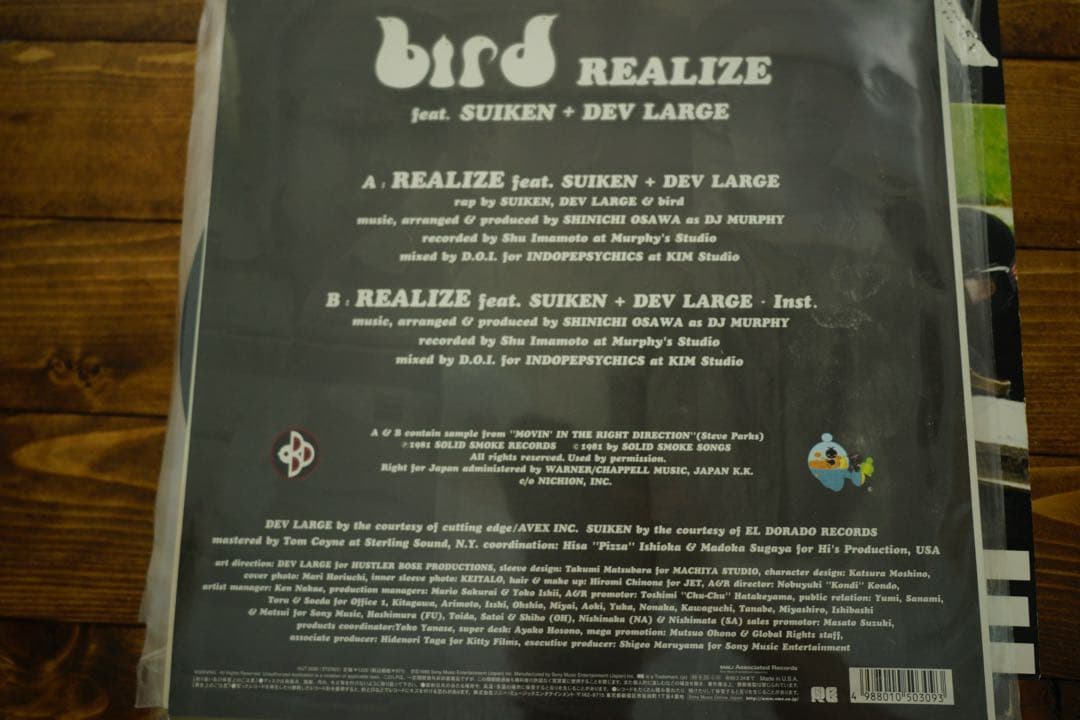 bird REALIZE
feat. SUIKEN + DEV LARGE
A : REALIZE feat. SUIKEN + DEV LARGE
rap by SUIKEN, DEV LARGE & bird
music, arranged & produced by SHINICHI OSAWA as DJ MURPHY
recorded by Shu Imamoto at Murphy's Studio
mixed by D.O.I. for INDOPEPSYCHICS at KIM Studio
B : REALIZE feat. SUIKEN + DEV LARGE · Inst.
music, arranged & produced by SHINICHI OSAWA as DJ MURPHY
recorded by Shu Imamoto at Murphy's Studio
mixed by D.O.I. for INDOPEPSYCHICS at KIM Studio
A & B contain sample from "MOVIN' IN THE RIGHT DIRECTION"(Steve Parks)
℗ 1981 SOLID SMOKE RECORDS © 1981 by SOLID SMOKE SONGS
All rights reserved. Used by permission.
Right for Japan administered by WARNER/CHAPPELL MUSIC, JAPAN K.K.
c/o NICHION, INC.
DEV LARGE by the courtesy of cutting edge/AVEX INC. SUIKEN by the courtesy of EL DORADO RECORDS
mastered by Tom Coyne at Sterling Sound, N.Y. coordination: Hisa "Pizza" Ishioka & Madoka Sugaya for Hi's Production, USA
art direction: DEV LARGE for HUSTLER BOSE PRODUCTIONS, sleeve design: Takumi Matsubara for MACHIYA STUDIO, character design: Katsura Moshino,
cover photo: Mari Horiuchi, inner sleeve photo: KEITALO, hair & make up: Hiromi Chinone for JET, A&R director: Nobuyuki "Kondi" Kondo,
artist manager: Ken Nakae, production managers: Mario Sakurai & Yoko Ishii, A&R promotor: Toshimi "Chu-Chu" Hatakeyama, public relation: Yumi, Sanami,
Toru & Soeda for Office 1, Kitagawa, Arimoto, Isshi, Okshio, Miyai, Aoki, Yuka, Nonaka, Kawaguchi, Tanabe, Miyashiro, Ishibashi
& Matsui for Sony Music, Hashimura (FU), Toida, Satoi & Shiho (OH), Nishinaka (NA) & Nishimata (SA) sales promotor: Masato Suzuki,
products coordinator:Yoko Yanase, super desk: Ayako Hosono, mega promotion: Mutsuo Ohono & Global Rights staff,
associate producer: Hidenori Taga for Kitty Films, executive producer: Shigeo Maruyama for Sony Music Entertainment
Associated Records
Made in U.S.A.
4 988010 503093